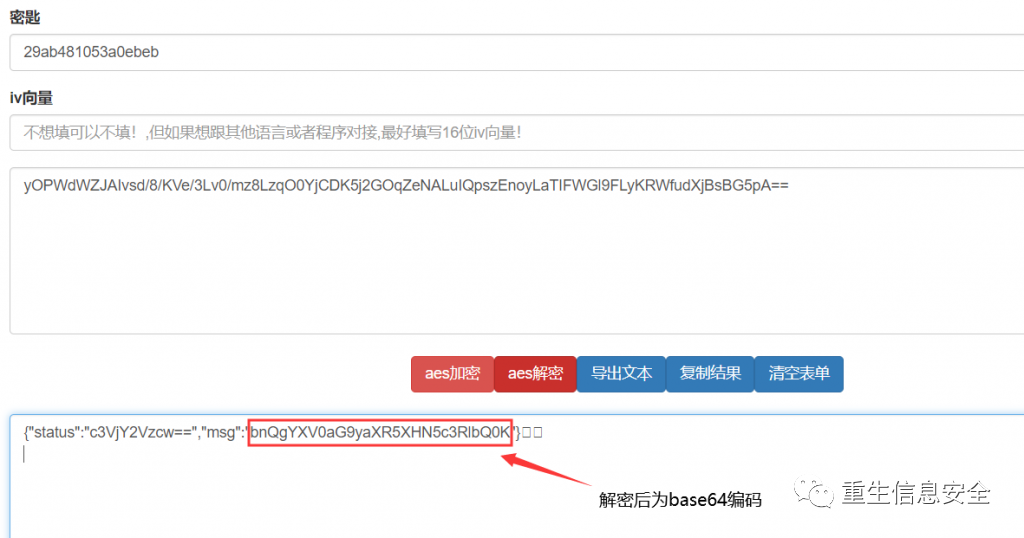 密匙
29ab481053a0ebeb
iv向量
不想填可以不填！,但如果想跟其他语言或者程序对接,最好填写16位iv向量！
yOPWdWZJAIvsd/8/KVe/3Lv0/mz8LzqO0YjCDK5j2GOqZeNALuIQpszEnoyLaTIFWGl9FLyKRWfudXjBsBG5pA==
aes加密 aes解密 导出文本 复制结果 清空表单
{"status":"c3VjY2Vzcw==","msg":"bnQgYXV0aG9yaXR5XHN5c3RlbQ0K"}
解密后为base64编码
重生信息安全